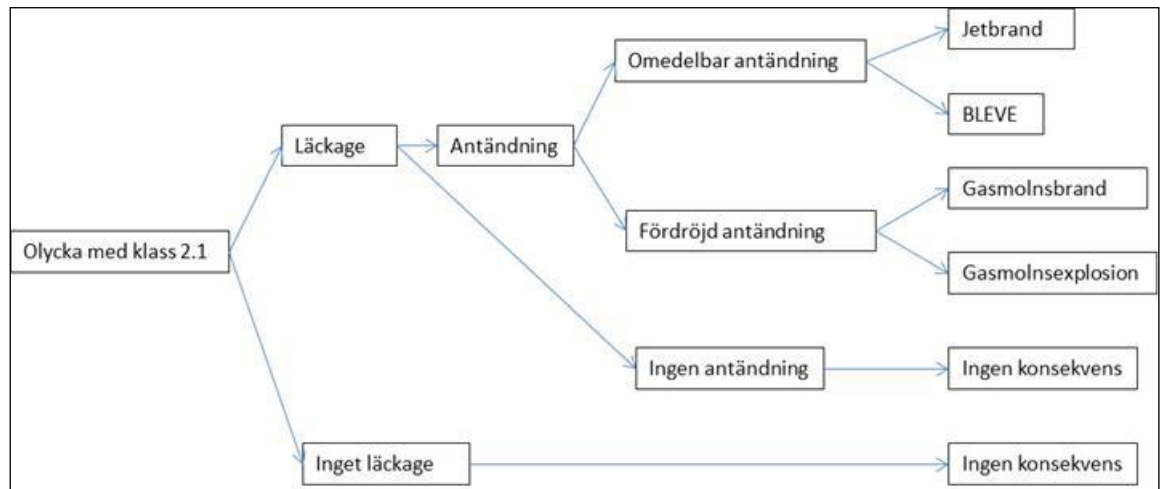 Jetbrand
Omedelbar antändning
BLEVE
Läckage
Antändning
Gasmolnsbrand
Fördröjd antändning
Olycka med klass 2.1
Gasmolnsexplosion
Ingen antändning
Ingen konsekvens
Inget läckage
Ingen konsekvens